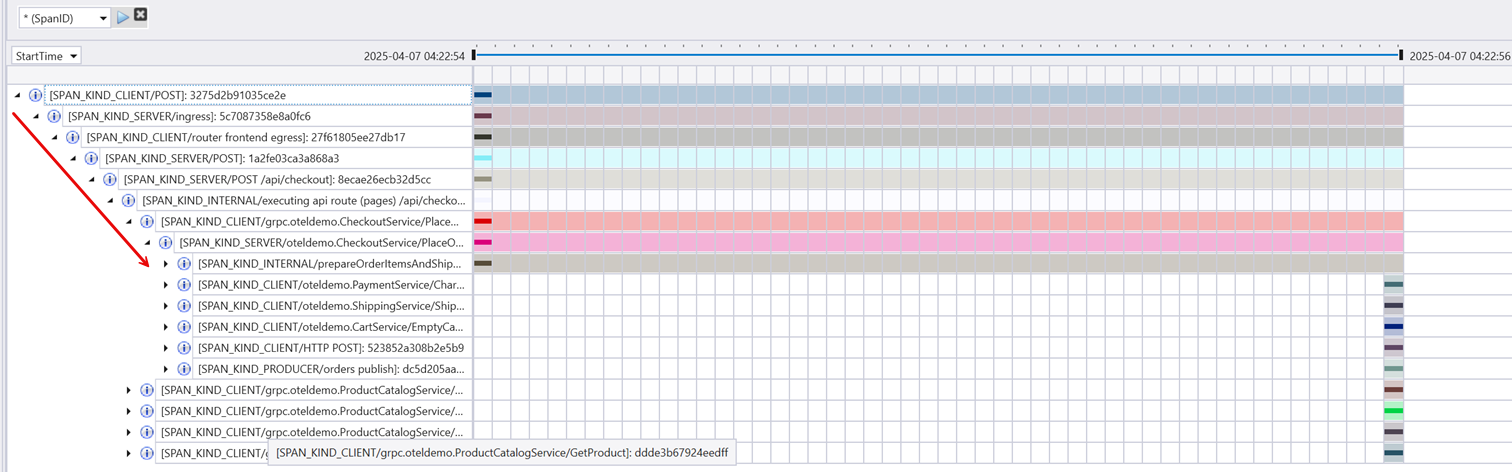 * (SpanID)
StartTime 2025-04-07 04:22:54 2025-04-07 04:22:56
[SPAN_KIND_CLIENT/POST]: 3275d2b91035ce2e
[SPAN_KIND_SERVER/ingress]: 5c7087358e8a0fc6
[SPAN_KIND_CLIENT/router frontend egress]: 27f61805ee27db17
[SPAN_KIND_SERVER/POST]: 1a2fe03ca3a868a3
[SPAN_KIND_SERVER/POST /api/checkout]: 8ecae26ecb32d5cc
[SPAN_KIND_INTERNAL/executing api route (pages) /api/checko...
[SPAN_KIND_CLIENT/grpc.oteldemo.CheckoutService/Place...
[SPAN_KIND_SERVER/oteldemo.CheckoutService/PlaceO...
[SPAN_KIND_INTERNAL/prepareOrderItemsAndShip...
[SPAN_KIND_CLIENT/oteldemo.PaymentService/Char...
[SPAN_KIND_CLIENT/oteldemo.ShippingService/Ship...
[SPAN_KIND_CLIENT/oteldemo.CartService/EmptyCa...
[SPAN_KIND_CLIENT/HTTP POST]: 523852a308b2e5b9
[SPAN_KIND_PRODUCER/orders publish]: dc5d205aa...
[SPAN_KIND_CLIENT/grpc.oteldemo.ProductCatalogService/...
[SPAN_KIND_CLIENT/grpc.oteldemo.ProductCatalogService/...
[SPAN_KIND_CLIENT/grpc.oteldemo.ProductCatalogService/...
[SPAN_KIND_CLIENT/ [SPAN_KIND_CLIENT/grpc.oteldemo.ProductCatalogService/GetProduct]: ddde3b67924eedff